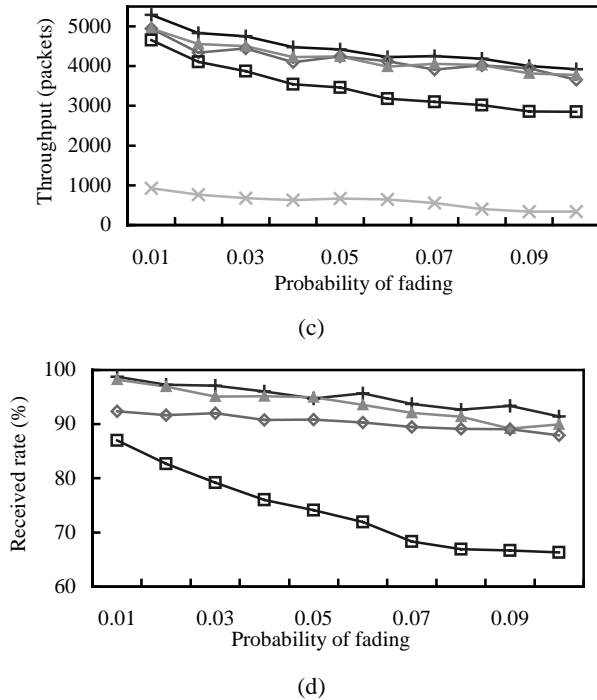 5000
4000
3000
2000
1000
0
Throughput (packets)
0.01 0.03 0.05 0.07 0.09
Probability of fading
(c)
100
90
80
70
60
Received rate (%)
0.01 0.03 0.05 0.07 0.09
Probability of fading
(d)